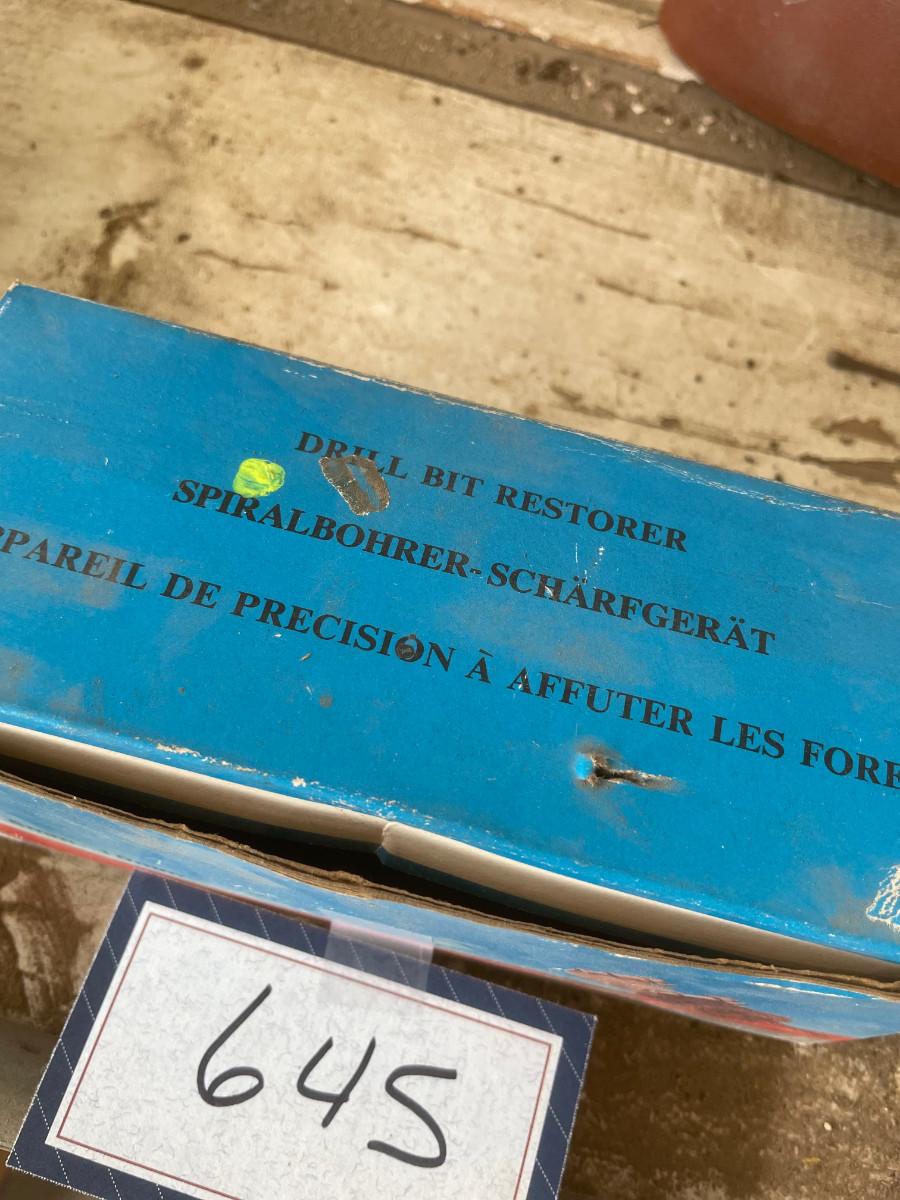 DRILL BIT RESTORER
SPIRALBOHRER-SCHÄRFGERÄT
PPAREIL DE PRECISION À AFFUTER LES FORE
645